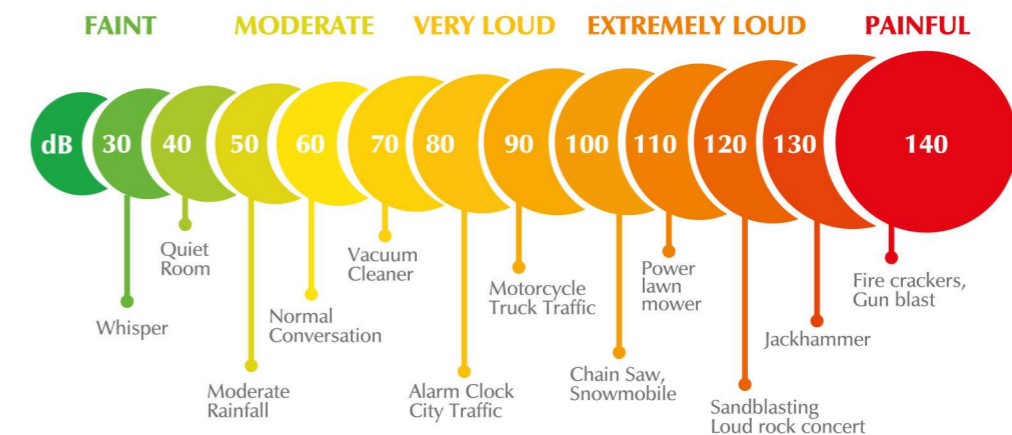 FAINT MODERATE VERY LOUD EXTREMELY LOUD PAINFUL
dB 30 40 50 60 70 80 90 100 110 120 130 140
Quiet
Room
Vacuum
Cleaner
Power
lawn
mower
Motorcycle
Truck Traffic
Fire crackers,
Gun blast
Whisper
Normal
Conversation
Jackhammer
Moderate
Rainfall
Alarm Clock
City Traffic
Chain Saw,
Snowmobile
Sandblasting
Loud rock concert